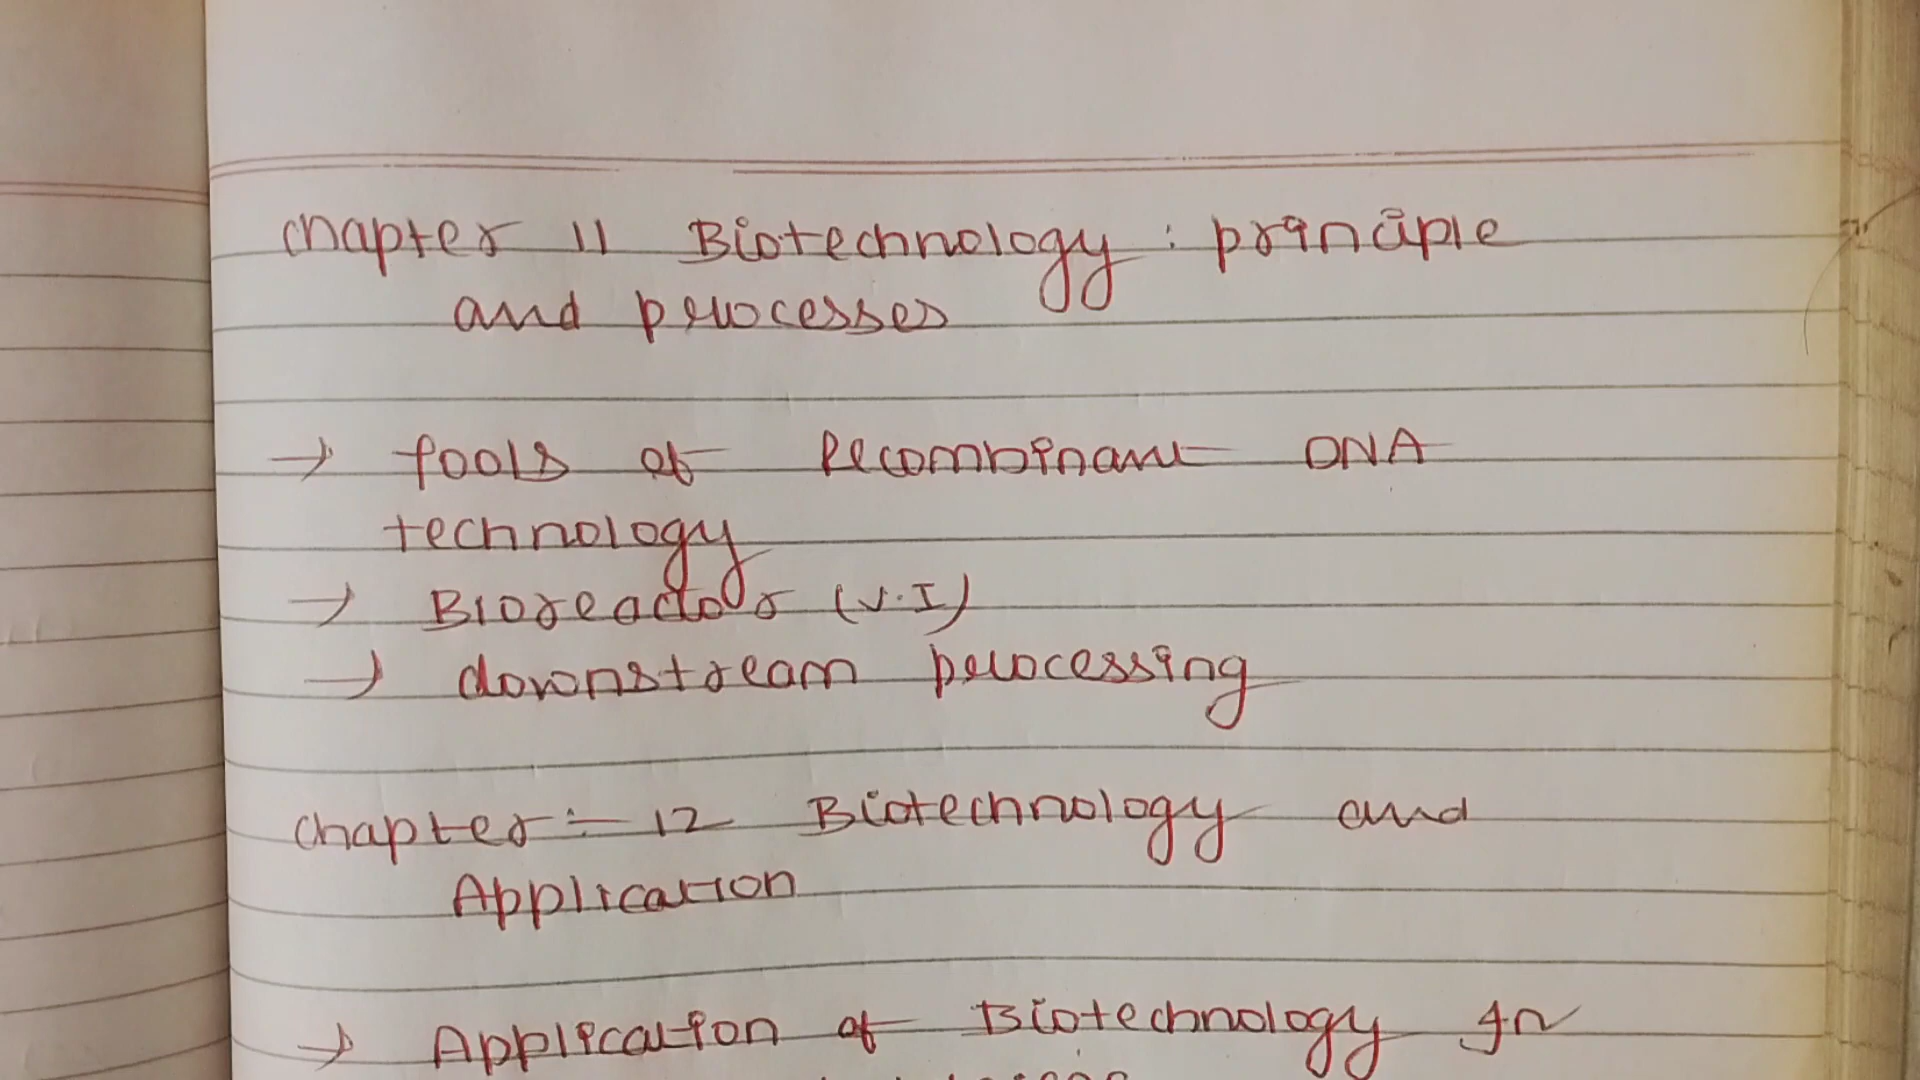 chapter 11 Biotechnology : principle
and processes
→ Tools of Recombinant DNA
technology
→ Bioreactor (V.I)
→ downstream processing
chapter :- 12 Biotechnology and
Application
→ Application of Biotechnology In